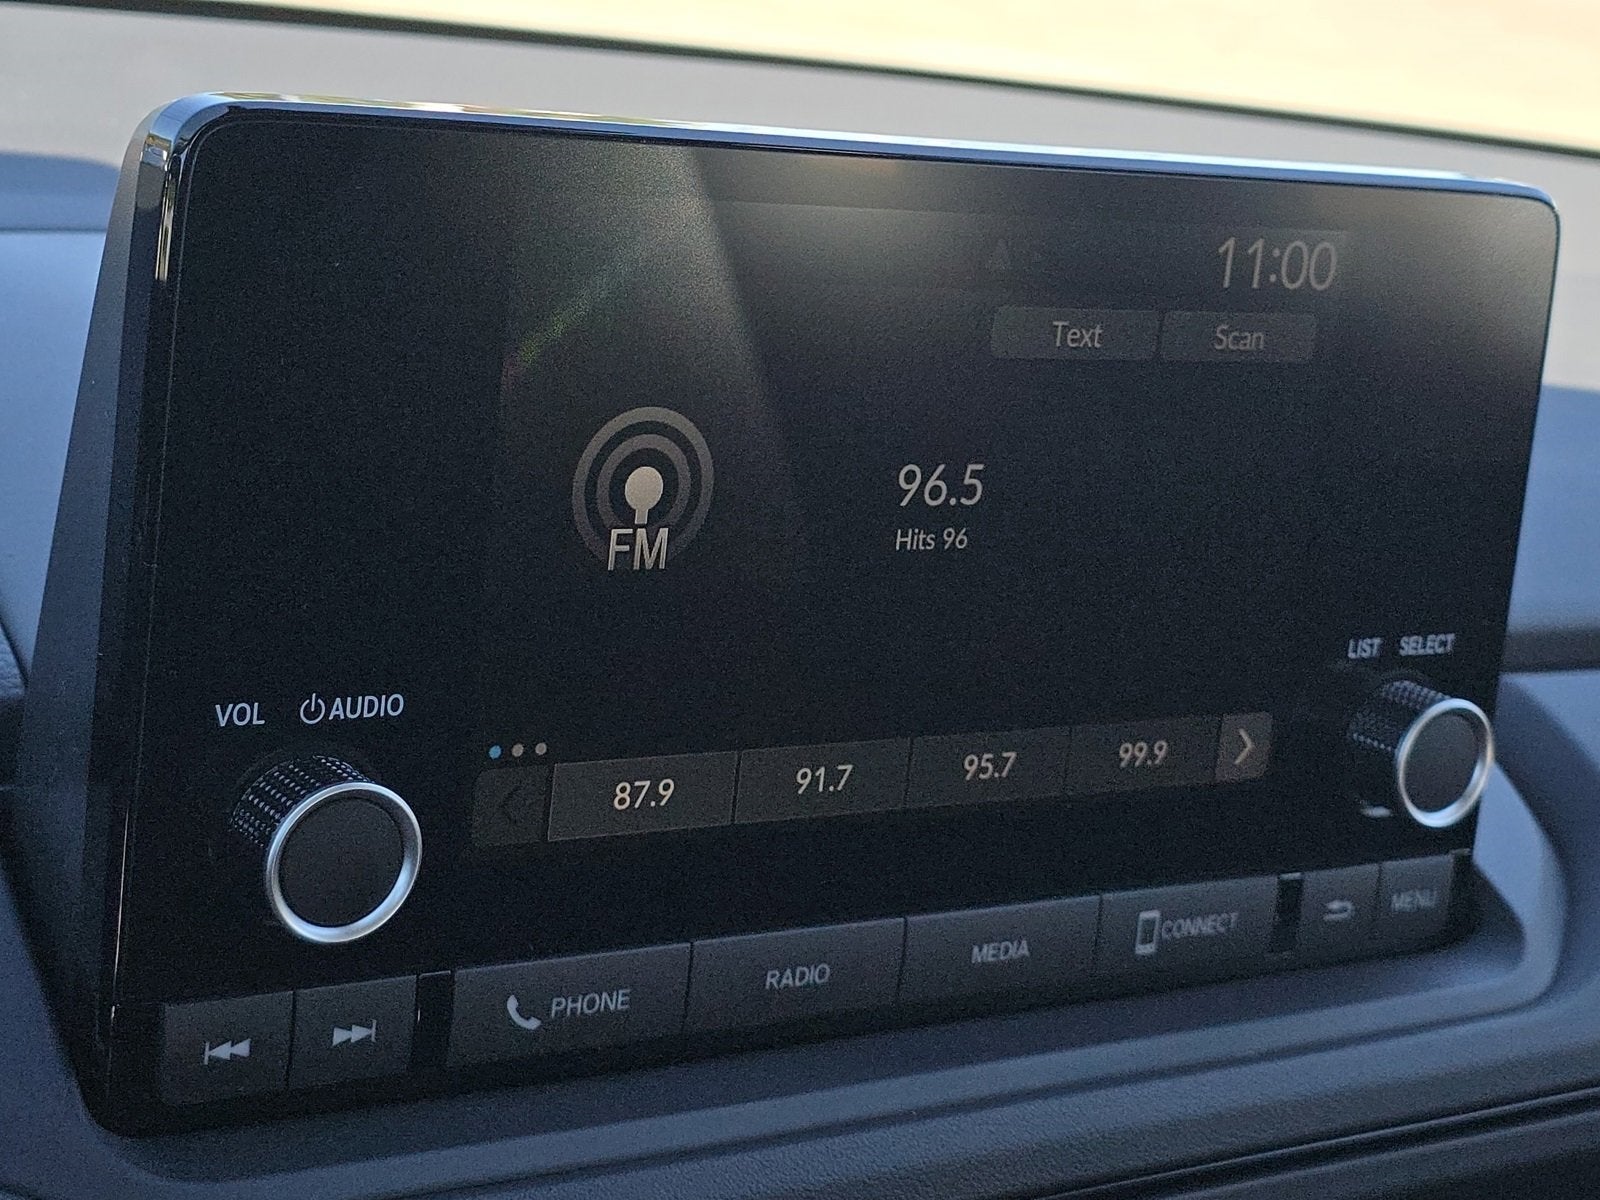 11:00
Text Scan
FM
96.5
Hits 96
LIST SELECT
VOL AUDIO
87.9 91.7 95.7 99.9
PHONE RADIO MEDIA CONNECT MENU